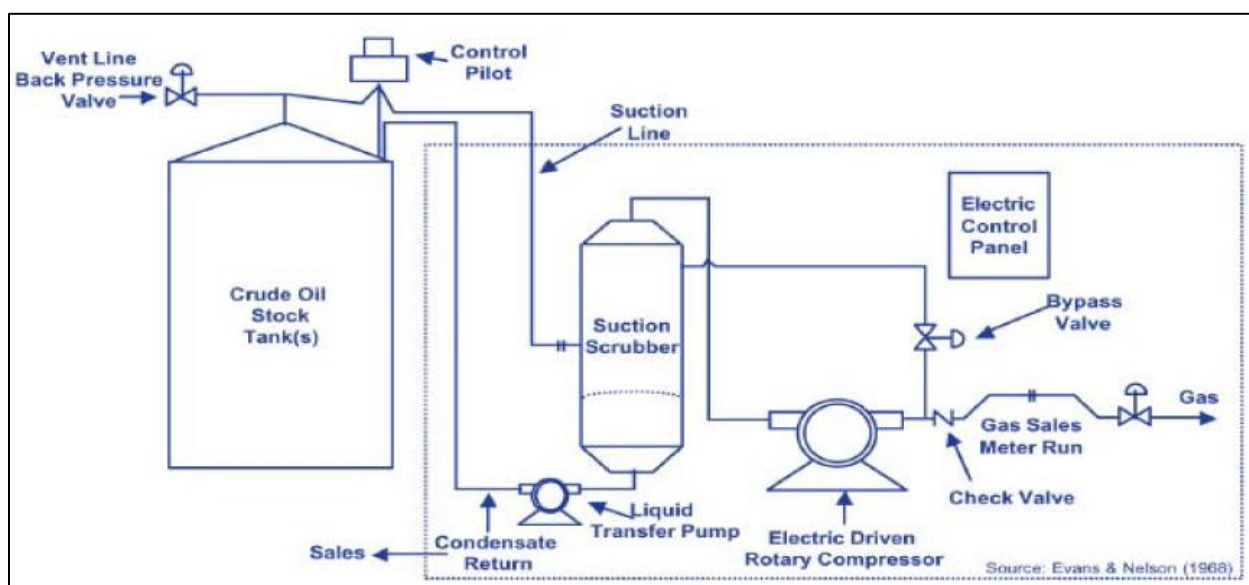 Vent Line
Back Pressure
Valve
Control
Pilot
Suction
Line
Electric
Control
Panel
Crude Oil
Stock
Tank(s)
Suction
Scrubber
Bypass
Valve
Gas
Gas Sales
Meter Run
Check Valve
Liquid
Transfer Pump
Electric Driven
Rotary Compressor
Sales
Condensate
Return
Source: Evans & Nelson (1968)